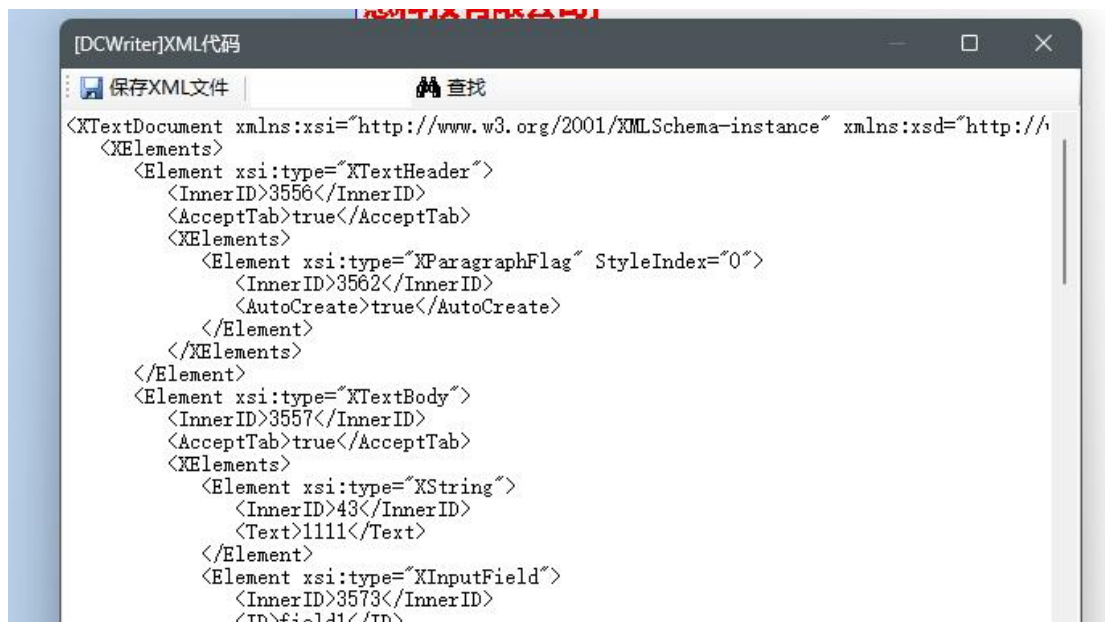 [DCWriter]XML代码
保存XML文件 查找
<XTextDocument xmlns:xsi="http://www.w3.org/2001/XMLSchema-instance" xmlns:xsd="http://
<XElements>
<Element xsi:type="XTextHeader">
<InnerID>3556</InnerID>
<AcceptTab>true</AcceptTab>
<XElements>
<Element xsi:type="XParagraphFlag" StyleIndex="0">
<InnerID>3562</InnerID>
<AutoCreate>true</AutoCreate>
</Element>
</XElements>
</Element>
<Element xsi:type="XTextBody">
<InnerID>3557</InnerID>
<AcceptTab>true</AcceptTab>
<XElements>
<Element xsi:type="XString">
<InnerID>43</InnerID>
<Text>1111</Text>
</Element>
<Element xsi:type="XInputField">
<InnerID>3573</InnerID>
<ID>field1</ID>